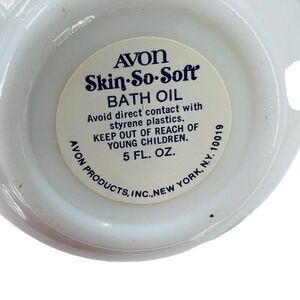 AVON
Skin·So·Soft
BATH OIL
Avoid direct contact with
styrene plastics.
KEEP OUT OF REACH OF
YOUNG CHILDREN.
5 FL. OZ.
AVON PRODUCTS, INC., NEW YORK, N.Y. 10019